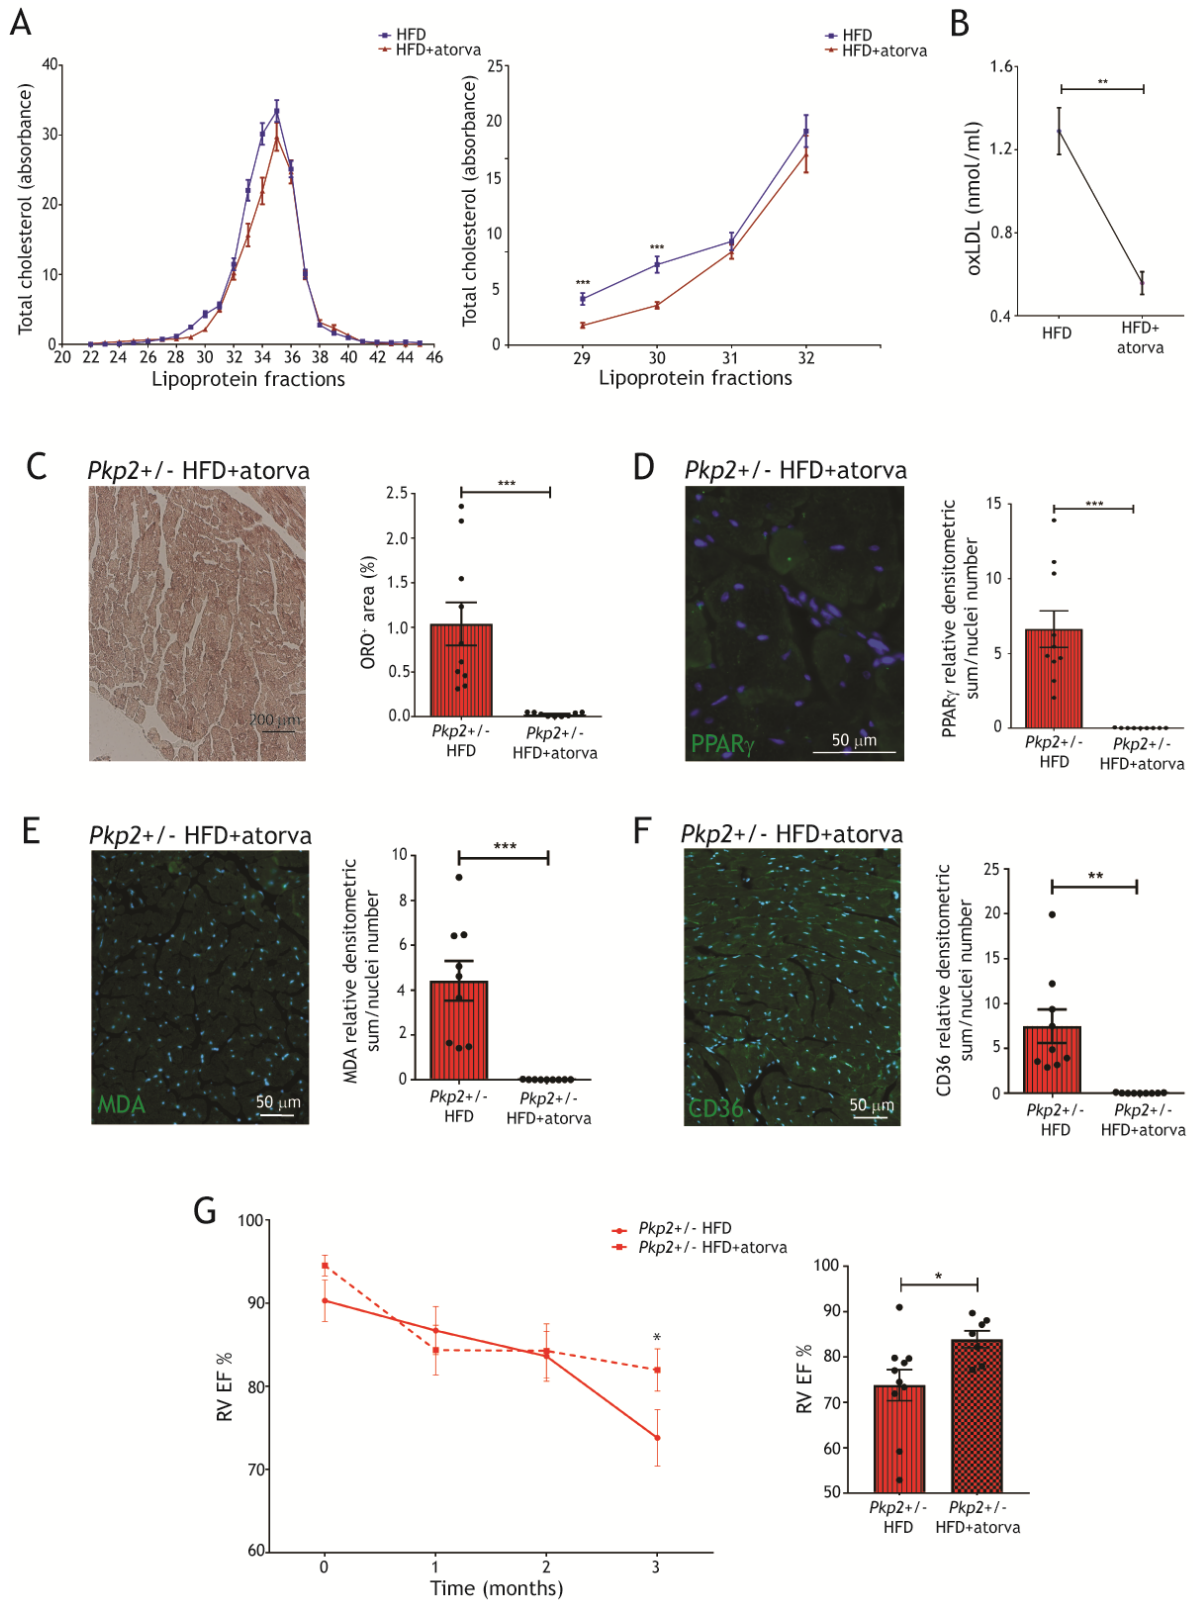 A
HFD
HFD+atorva
Total cholesterol (absorbance)
40
30
20
10
0
20 22 24 26 28 30 32 34 36 38 40 42 44 46
Lipoprotein fractions
HFD
HFD+atorva
Total cholesterol (absorbance)
25
20
15
10
5
0
29 30 31 32
***
***
Lipoprotein fractions
B
oxLDL (nmol/ml)
1.6
1.2
0.8
0.4
**
HFD
HFD+
atorva
C
Pkp2+/- HFD+atorva
200 µm
ORO+ area (%)
2.5
2.0
1.5
1.0
0.5
0.0
***
Pkp2+/-
HFD
Pkp2+/-
HFD+atorva
D
Pkp2+/- HFD+atorva
PPARγ
50 µm
PPARγ relative densitometric
sum/nuclei number
15
10
5
0
***
Pkp2+/-
HFD
Pkp2+/-
HFD+atorva
E
Pkp2+/- HFD+atorva
MDA
50 µm
MDA relative densitometric
sum/nuclei number
10
8
6
4
2
0
***
Pkp2+/-
HFD
Pkp2+/-
HFD+atorva
F
Pkp2+/- HFD+atorva
CD36
50 µm
CD36 relative densitometric
sum/nuclei number
25
20
15
10
5
0
**
Pkp2+/-
HFD
Pkp2+/-
HFD+atorva
G
Pkp2+/- HFD
Pkp2+/- HFD+atorva
RV EF %
100
90
80
70
60
*
0 1 2 3
Time (months)
RV EF %
100
90
80
70
60
50
*
Pkp2+/-
HFD
Pkp2+/-
HFD+atorva